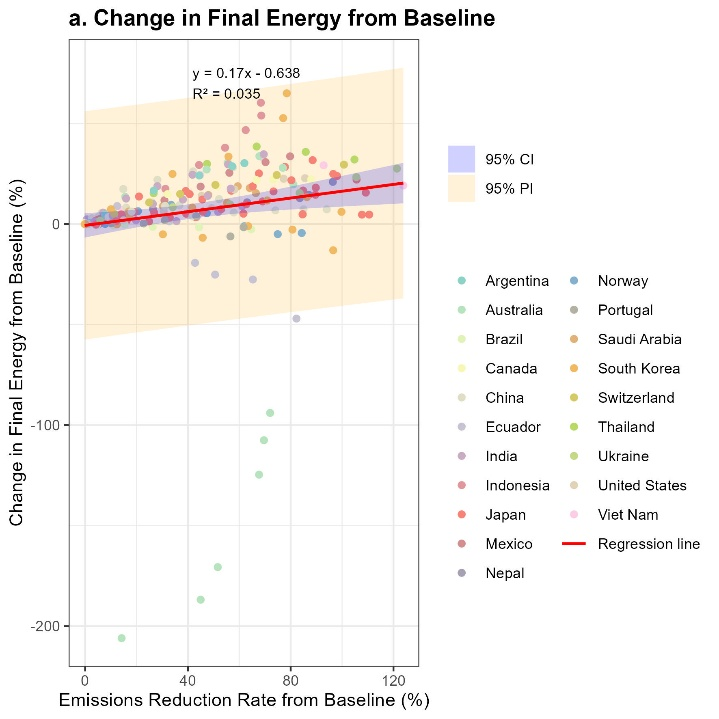 a. Change in Final Energy from Baseline
y = 0.17x - 0.638
R² = 0.035
0
-100
-200
Change in Final Energy from Baseline (%)
0 40 80 120
Emissions Reduction Rate from Baseline (%)
95% CI
95% PI
Argentina
Australia
Brazil
Canada
China
Ecuador
India
Indonesia
Japan
Mexico
Nepal
Norway
Portugal
Saudi Arabia
South Korea
Switzerland
Thailand
Ukraine
United States
Viet Nam
Regression line